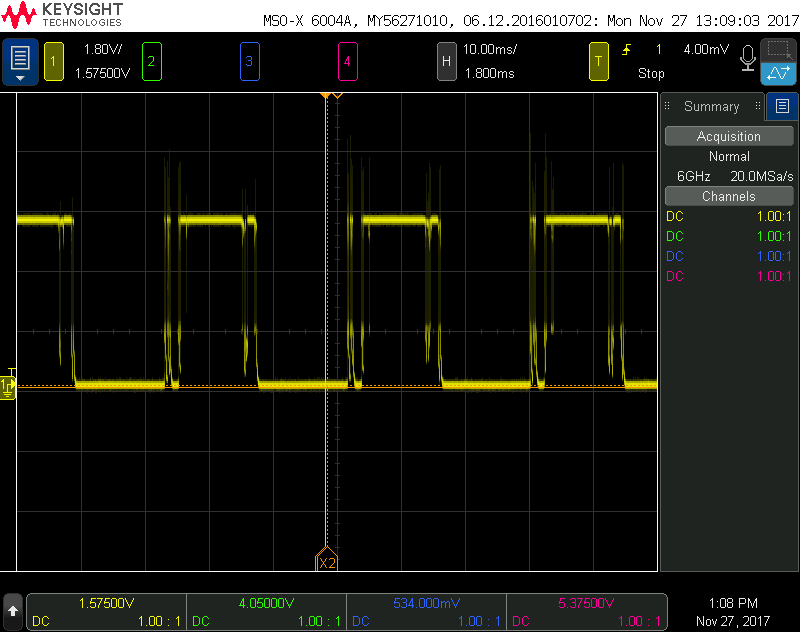 KEYSIGHT
TECHNOLOGIES
MSO-X 6004A, MY56271010, 06.12.2016010702: Mon Nov 27 13:09:03 2017
1 1.80V/ 2 3 4 H 10.00ms/ T 1 4.00mV
1.57500V 1.800ms Stop
Summary
Acquisition
Normal
6GHz 20.0MSa/s
Channels
DC 1.00:1
DC 1.00:1
DC 1.00:1
DC 1.00:1
T
1
X2
1.57500V 4.05000V 534.000mV 5.37500V 1:08 PM
DC 1.00 : 1 DC 1.00 : 1 DC 1.00 : 1 DC 1.00 : 1 Nov 27, 2017